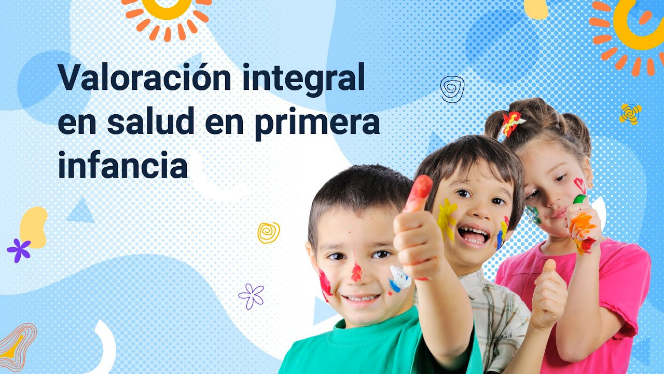 Valoración integral
en salud en primera
infancia